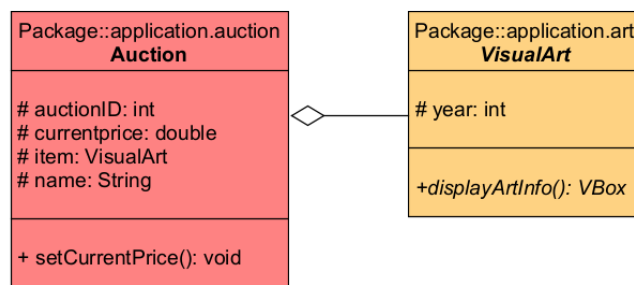 Package::application.auction
Auction
# auctionID: int
# currentprice: double
# item: VisualArt
# name: String
+ setCurrentPrice(): void
Package::application.art
VisualArt
# year: int
+displayArtInfo(): VBox